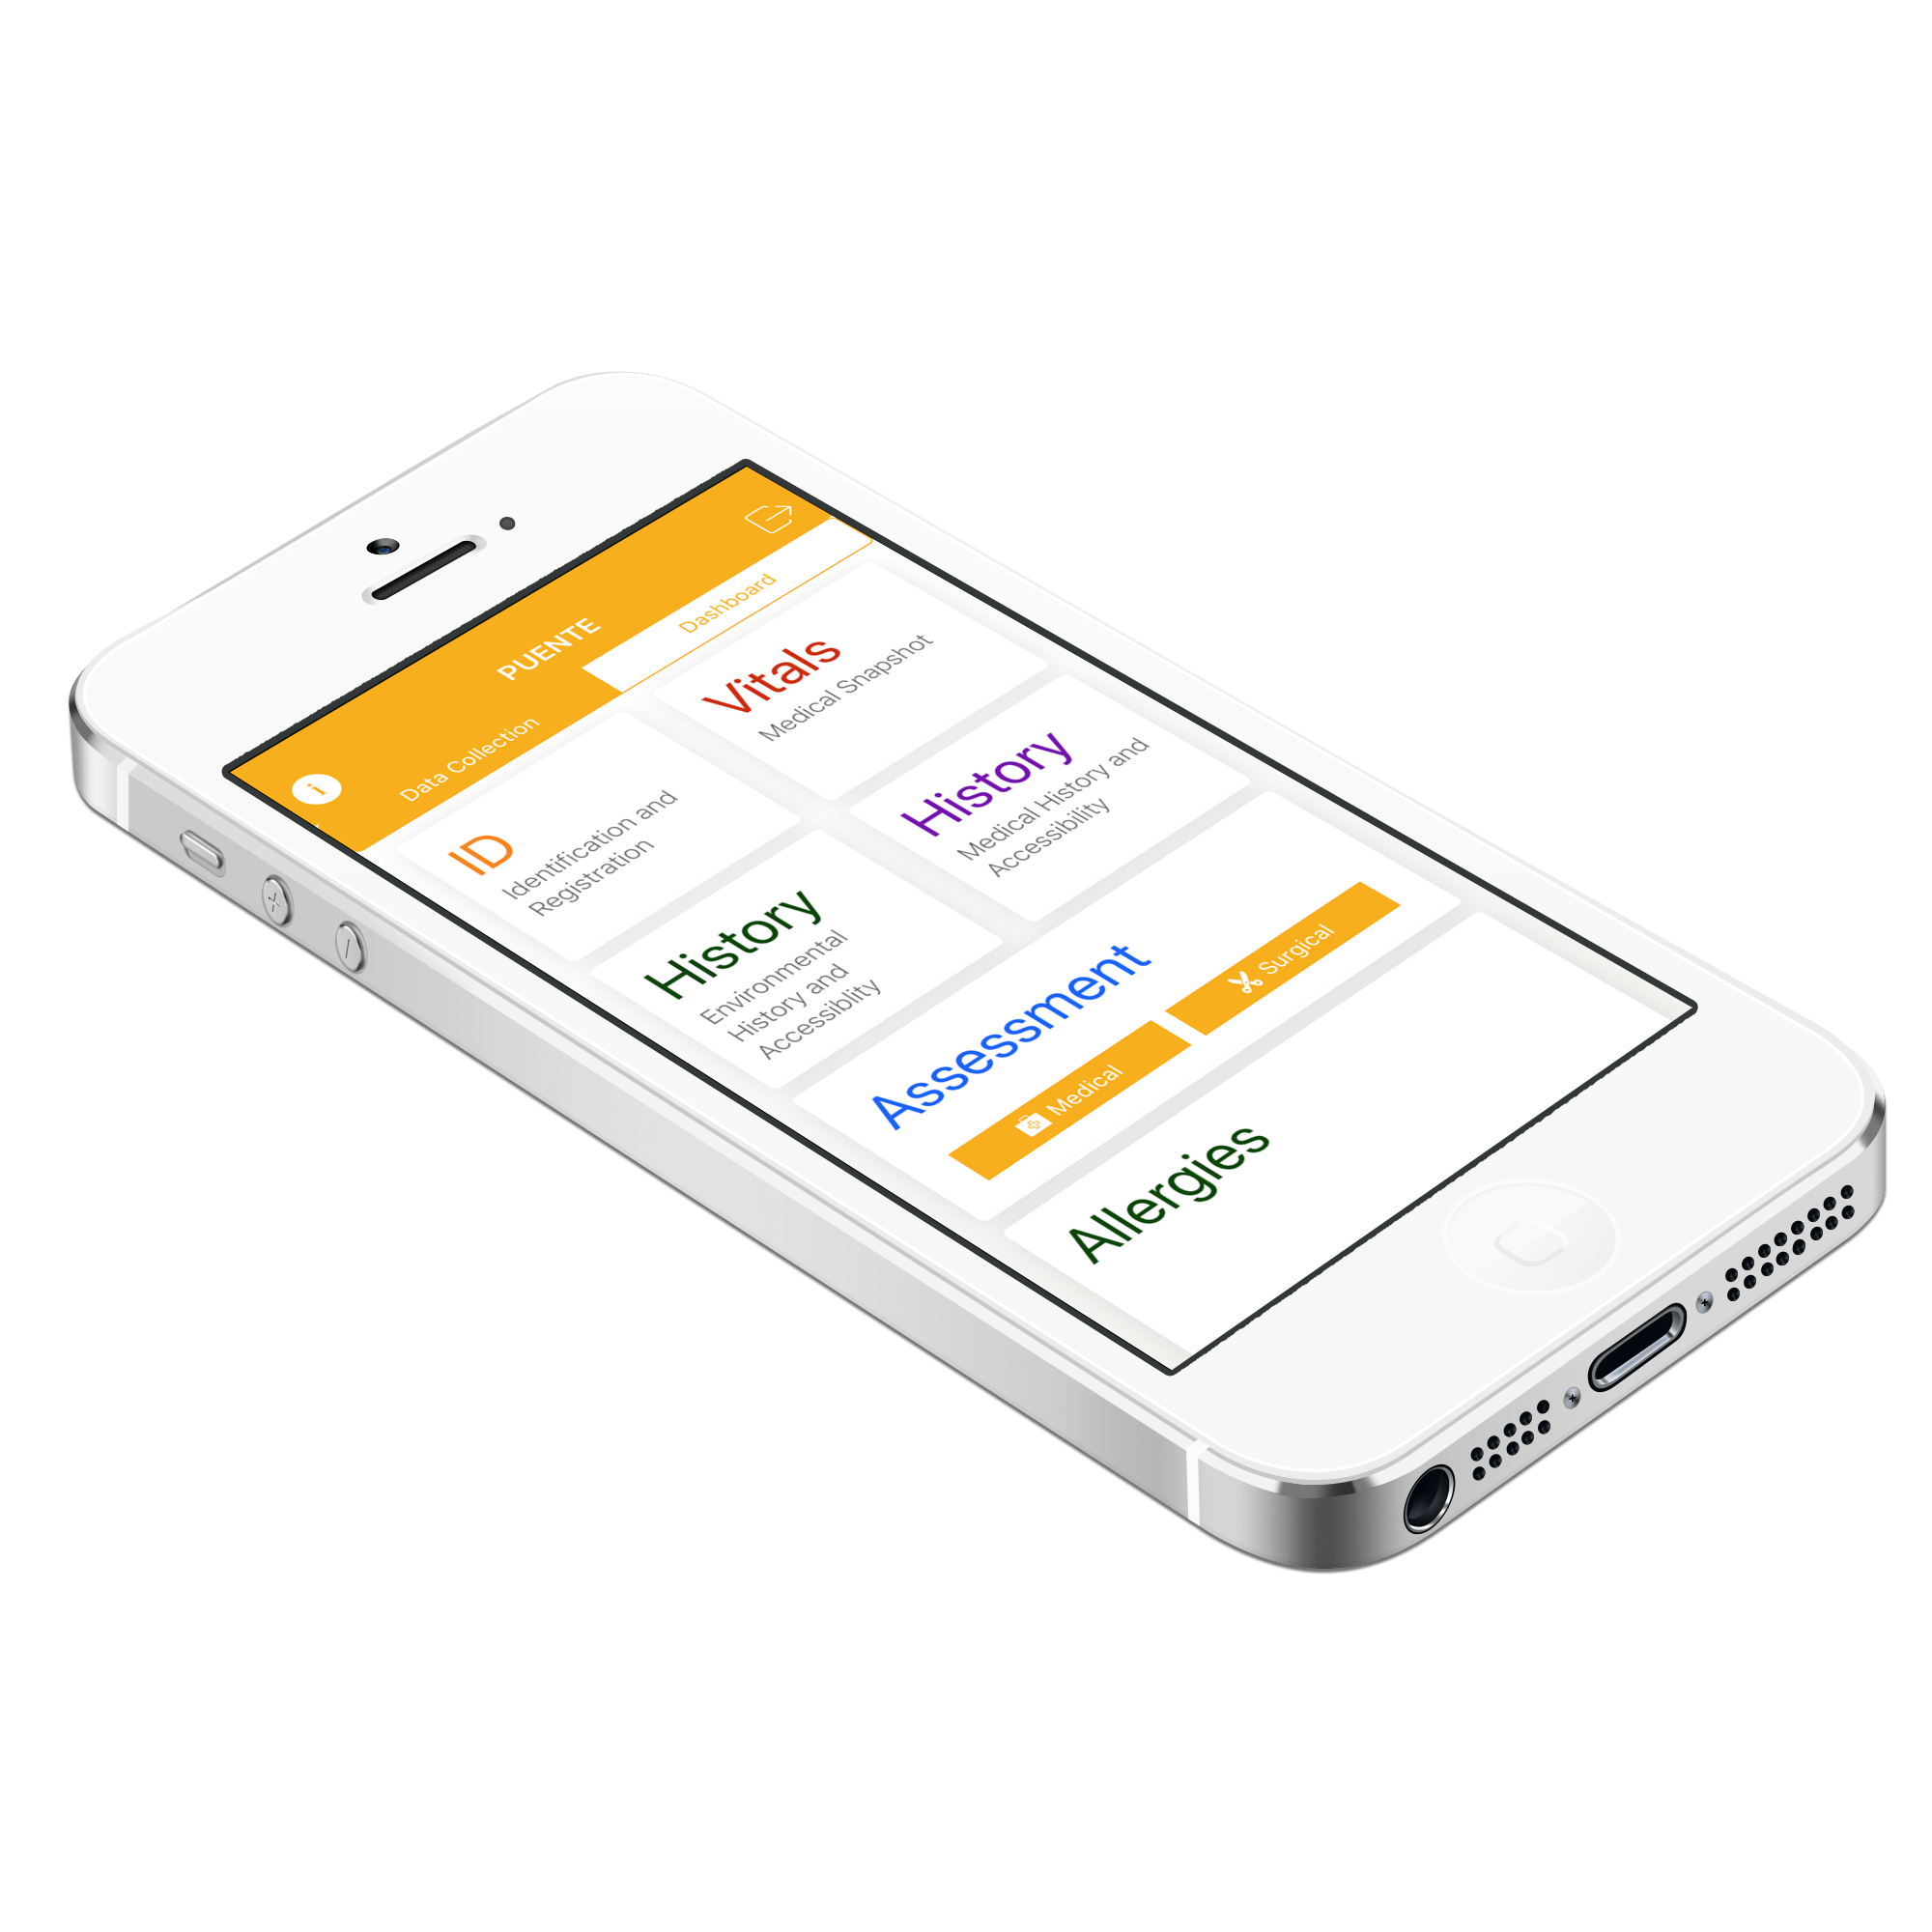 PUENTE
Data Collection
Dashboard
ID
Identification and
Registration
Vitals
Medical Snapshot
History
Environmental
History and
Accessiblity
History
Medical History and
Accessibility
Assessment
Medical
Surgical
Allergies